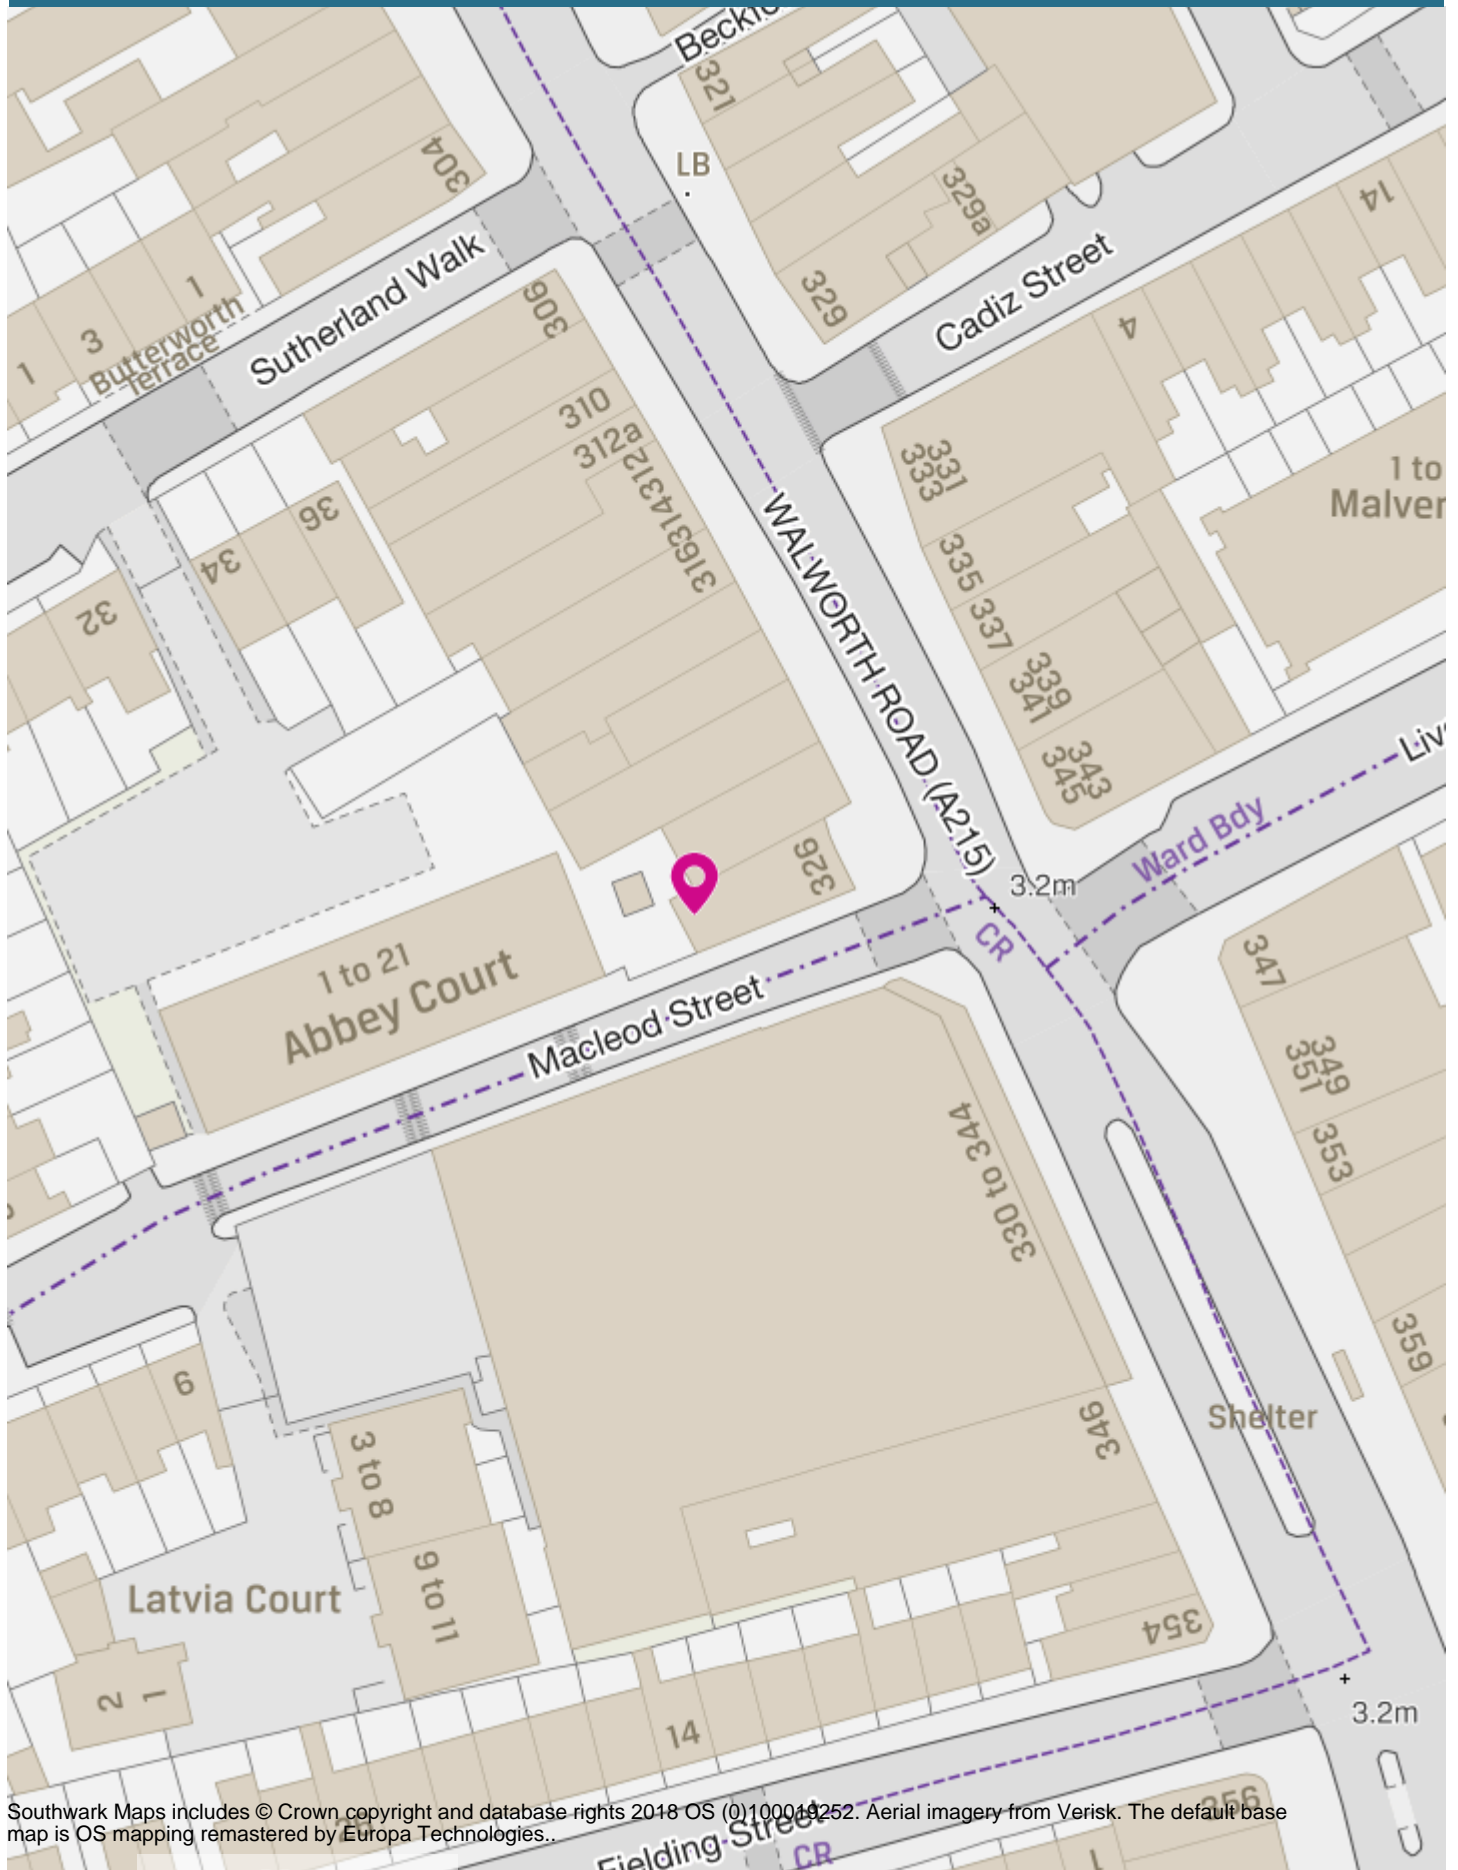 321
LB
304
329a
14
Sutherland Walk
Cadiz Street
1
3
1
Butterworth
Terrace
306
329
4
310
312a
312
314
316
331
333
1 to
36
34
32
335
337
339
341
343
345
WALWORTH ROAD (A215)
Ward Bdy
326
3.2m
CR
347
1 to 21
Abbey Court
Macleod Street
349
351
353
330 to 344
359
6
346
Shelter
3 to 8
9 to 11
Latvia Court
354
2
1
14
3.2m
356
Southwark Maps includes © Crown copyright and database rights 2018 OS (0)100019252. Aerial imagery from Verisk. The default base
map is OS mapping remastered by Europa Technologies..
Fielding Street
CR
1